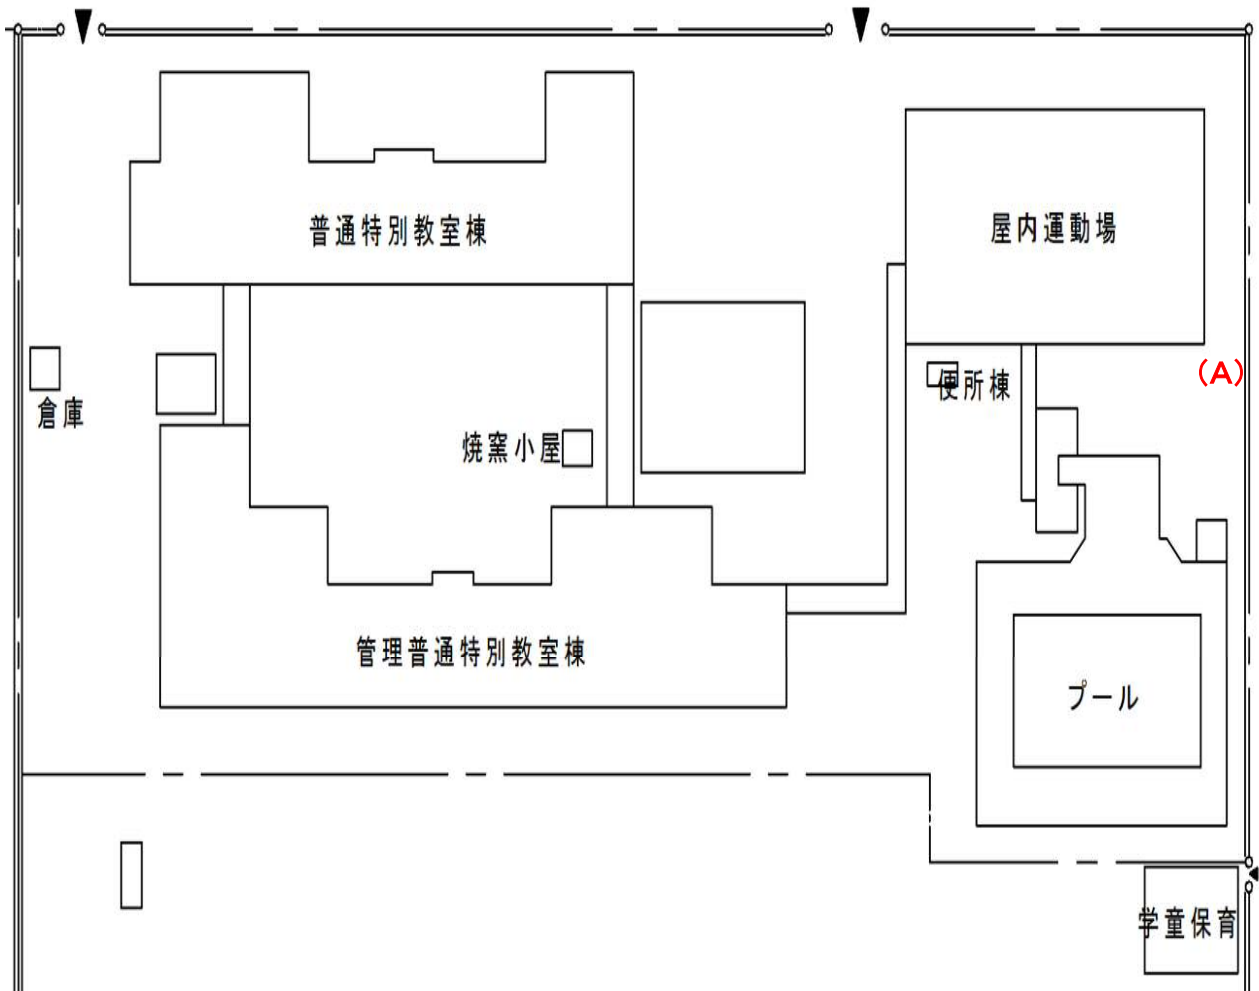 普通特別教室棟
屋内運動場
(A)
便所棟
倉庫
焼窯小屋
管理普通特別教室棟
プール
学童保育